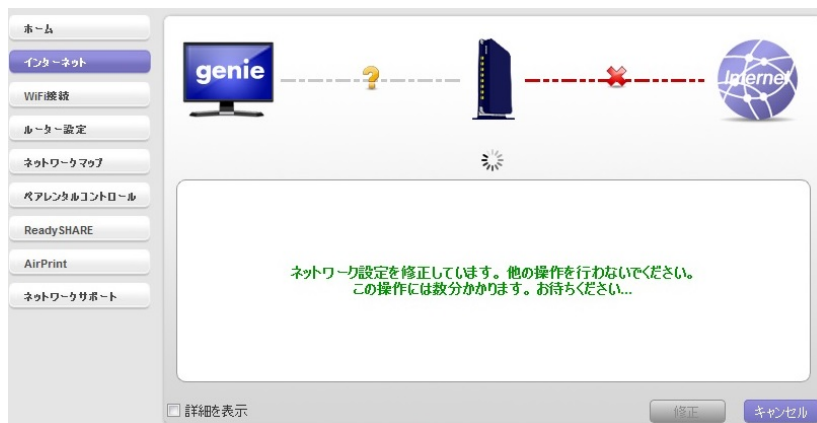 ホーム
インターネット
WiFi接続
ルーター設定
ネットワークマップ
ペアレンタルコントロール
ReadySHARE
AirPrint
ネットワークサポート
genie
?
Internet
ネットワーク設定を修正しています。他の操作を行わないでください。
この操作には数分かかります。お待ちください...
詳細を表示
修正
キャンセル